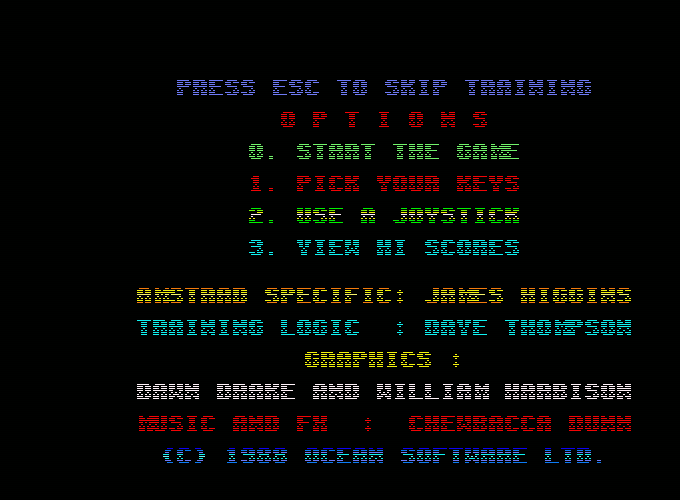 PRESS ESC TO SKIP TRAINING
O P T I O N S
0. START THE GAME
1. PICK YOUR KEYS
2. USE A JOYSTICK
3. VIEW HI SCORES
AMSTRAD SPECIFIC: JAMES HIGGINS
TRAINING LOGIC : DAVE THOMPSON
GRAPHICS :
DAWN DRAKE AND WILLIAM HARBISON
MUSIC AND FX : CHEWBACCA DUNN
(C) 1988 OCEAN SOFTWARE LTD.